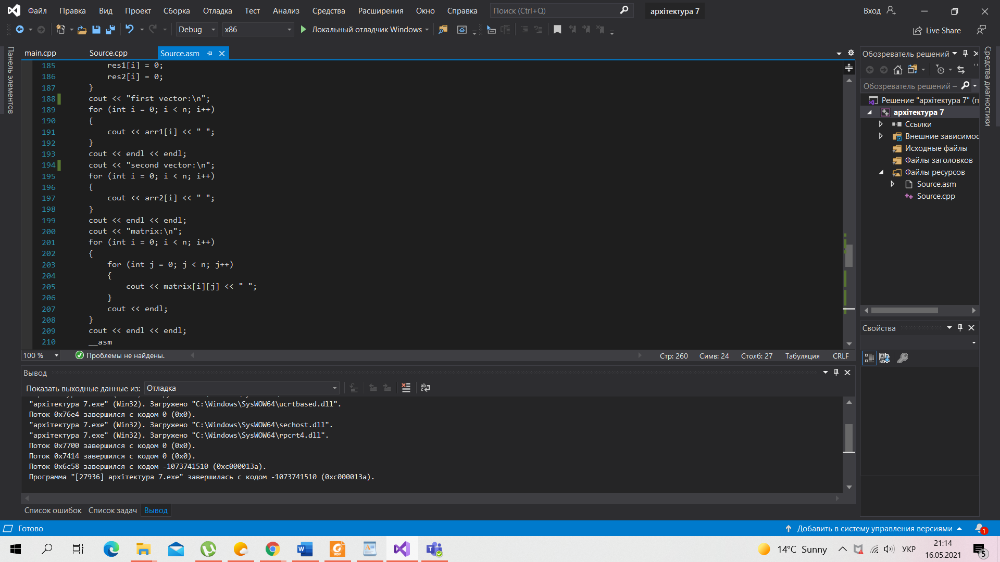 Файл Правка Вид Проект Сборка Отладка Тест Анализ Средства Расширения Окно Справка Поиск (Ctrl+Q) архітектура 7 Вход
Debug x86 Локальный отладчик Windows Live Share
Панель элементов
main.cpp Source.cpp Source.asm
185 res1[i] = 0;
186 res2[i] = 0;
187 }
188 cout << "first vector:\n";
189 for (int i = 0; i < n; i++)
190 {
191 cout << arr1[i] << " ";
192 }
193 cout << endl << endl;
194 cout << "second vector:\n";
195 for (int i = 0; i < n; i++)
196 {
197 cout << arr2[i] << " ";
198 }
199 cout << endl << endl;
200 cout << "matrix:\n";
201 for (int i = 0; i < n; i++)
202 {
203 for (int j = 0; j < n; j++)
204 {
205 cout << matrix[i][j] << " ";
206 }
207 cout << endl;
208 }
209 cout << endl << endl;
210 __asm
100 % Проблемы не найдены. Стр: 260 Симв: 24 Столб: 27 Табуляция CRLF
Вывод
Показать выходные данные из: Отладка
"архітектура 7.exe" (Win32). Загружено "C:\Windows\SysWOW64\ucrtbased.dll".
Поток 0x76e4 завершился с кодом 0 (0x0).
"архітектура 7.exe" (Win32). Загружено "C:\Windows\SysWOW64\sechost.dll".
"архітектура 7.exe" (Win32). Загружено "C:\Windows\SysWOW64\rpcrt4.dll".
Поток 0x7700 завершился с кодом 0 (0x0).
Поток 0x7414 завершился с кодом 0 (0x0).
Поток 0x6c58 завершился с кодом -1073741510 (0xc000013a).
Программа "[27936] архітектура 7.exe" завершилась с кодом -1073741510 (0xc000013a).
Список ошибок Список задач Вывод
Обозреватель решений
Обозреватель решений –
Решение "архітектура 7" (п
архітектура 7
Ссылки
Внешние зависимос
Исходные файлы
Файлы заголовков
Файлы ресурсов
Source.asm
Source.cpp
Свойства
Средства диагностики
Готово Добавить в систему управления версиями 1
14°C Sunny УКР 21:14
16.05.2021 5